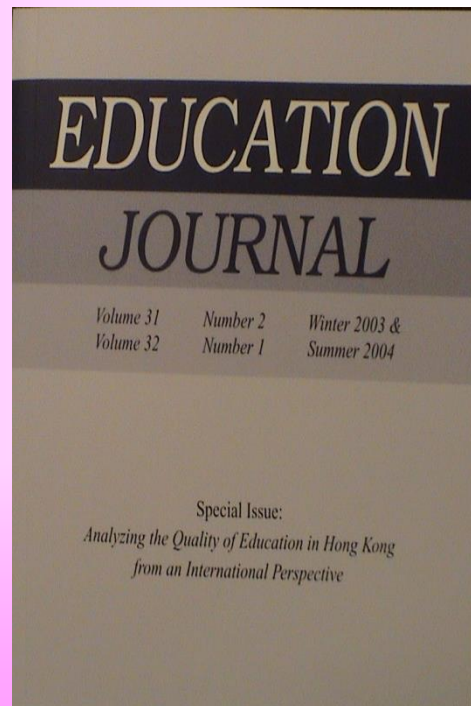 EDUCATION
JOURNAL
Volume 31 Number 2 Winter 2003 &
Volume 32 Number 1 Summer 2004
Special Issue:
Analyzing the Quality of Education in Hong Kong
from an International Perspective